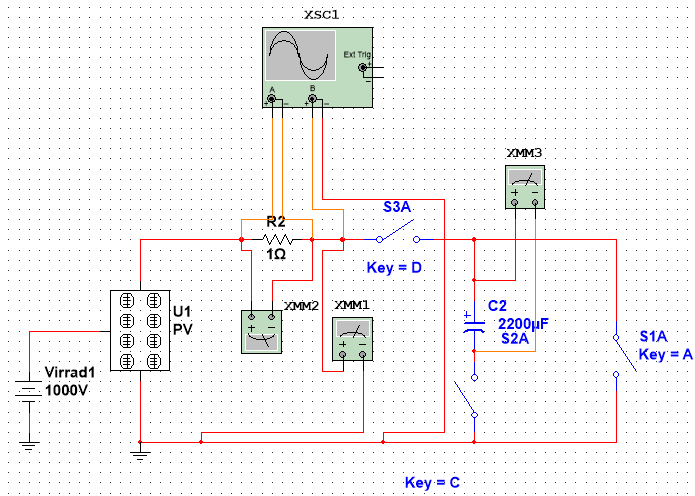 XSC1
Ext Trig
+
−
A
B
+ −
+ −
XMM3
+ −
S3A
R2
1Ω
Key = D
XMM2
XMM1
+ −
+ −
U1
PV
C2
+
2200µF
S2A
S1A
Key = A
Virrad1
1000V
Key = C